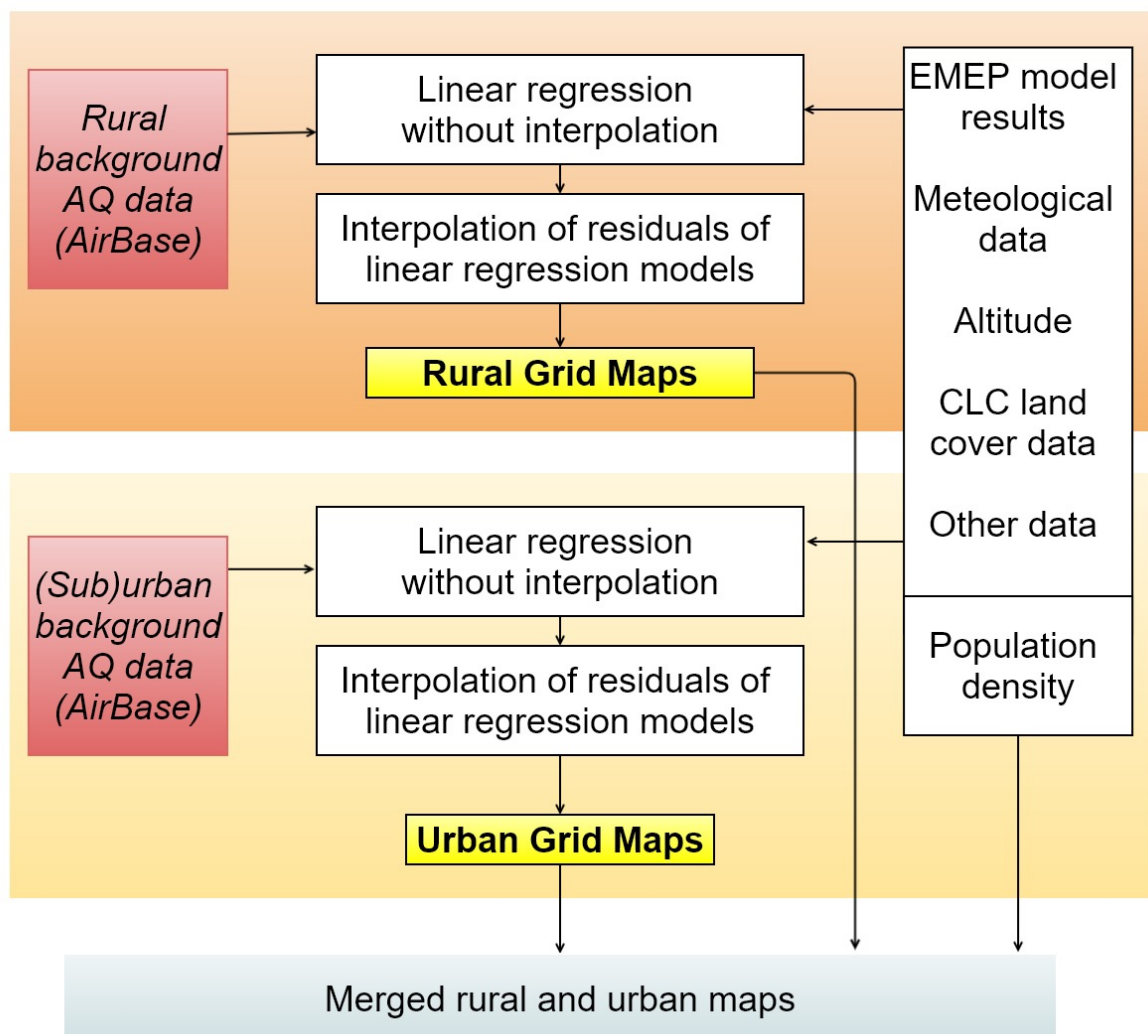 Rural
background
AQ data
(AirBase)
Linear regression
without interpolation
Interpolation of residuals of
linear regression models
Rural Grid Maps
EMEP model
results
Meteological
data
Altitude
CLC land
cover data
Other data
Population
density
(Sub)urban
background
AQ data
(AirBase)
Linear regression
without interpolation
Interpolation of residuals of
linear regression models
Urban Grid Maps
Merged rural and urban maps